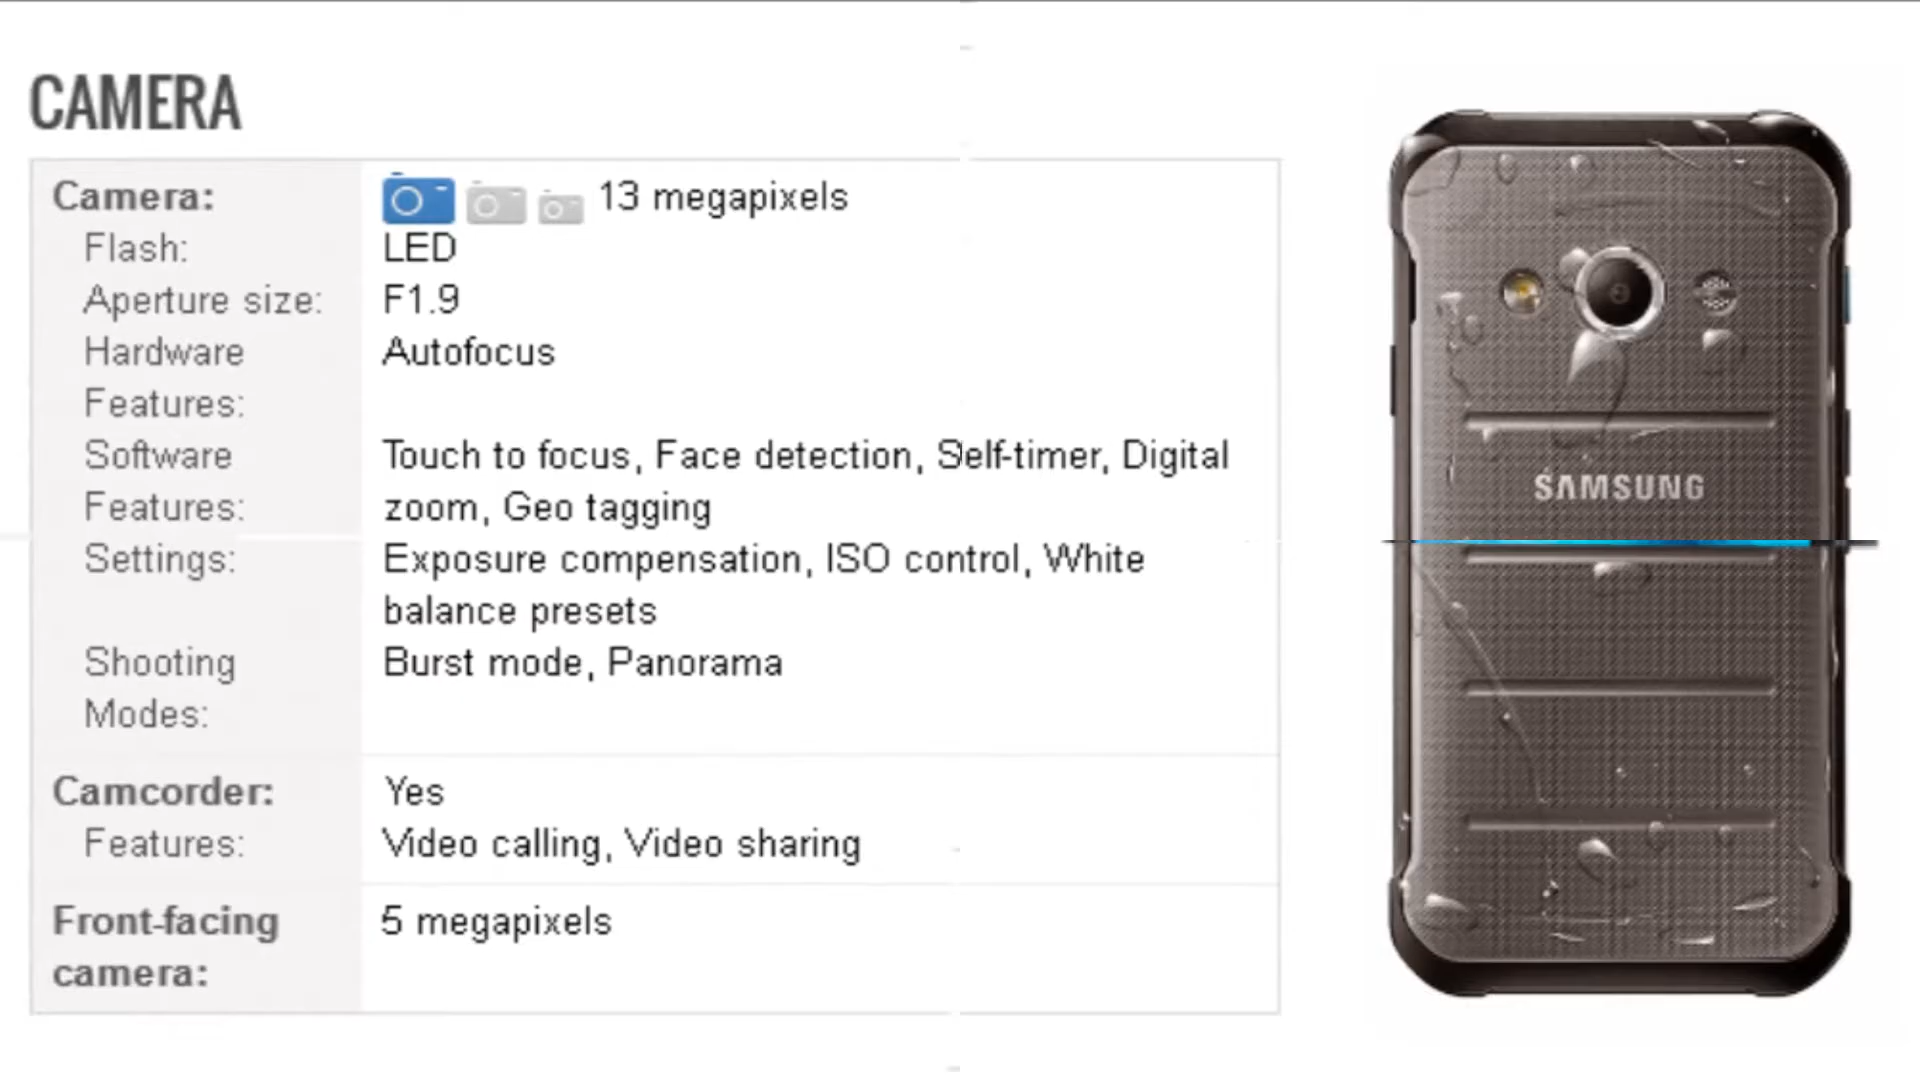 CAMERA
Camera: 13 megapixels
Flash: LED
Aperture size: F1.9
Hardware Autofocus
Features:
Software Touch to focus, Face detection, Self-timer, Digital
Features: zoom, Geo tagging
Settings: Exposure compensation, ISO control, White
balance presets
Shooting Burst mode, Panorama
Modes:
Camcorder: Yes
Features: Video calling, Video sharing
Front-facing 5 megapixels
camera:
SAMSUNG